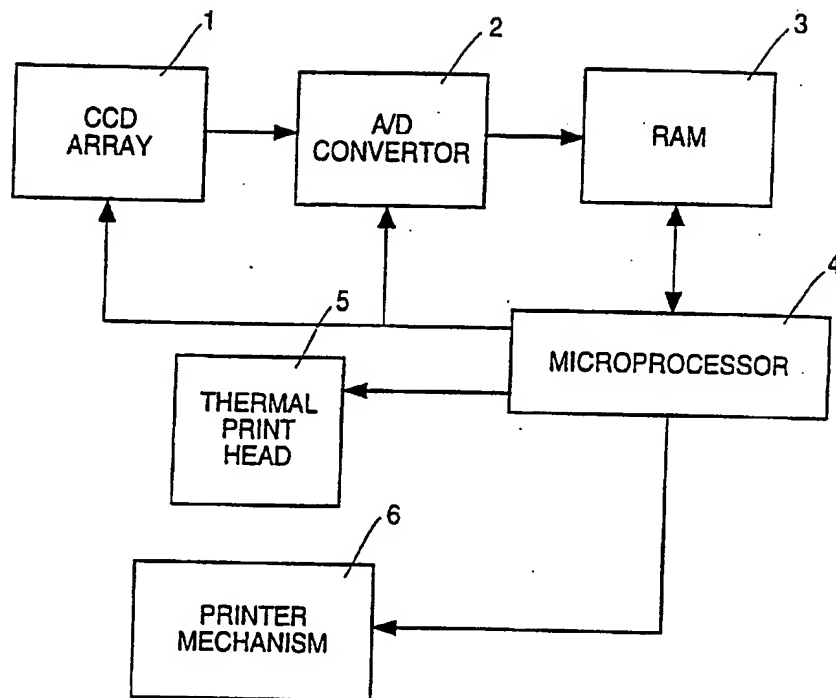 1
CCD
ARRAY
2
A/D
CONVERTOR
3
RAM
4
MICROPROCESSOR
5
THERMAL
PRINT
HEAD
6
PRINTER
MECHANISM